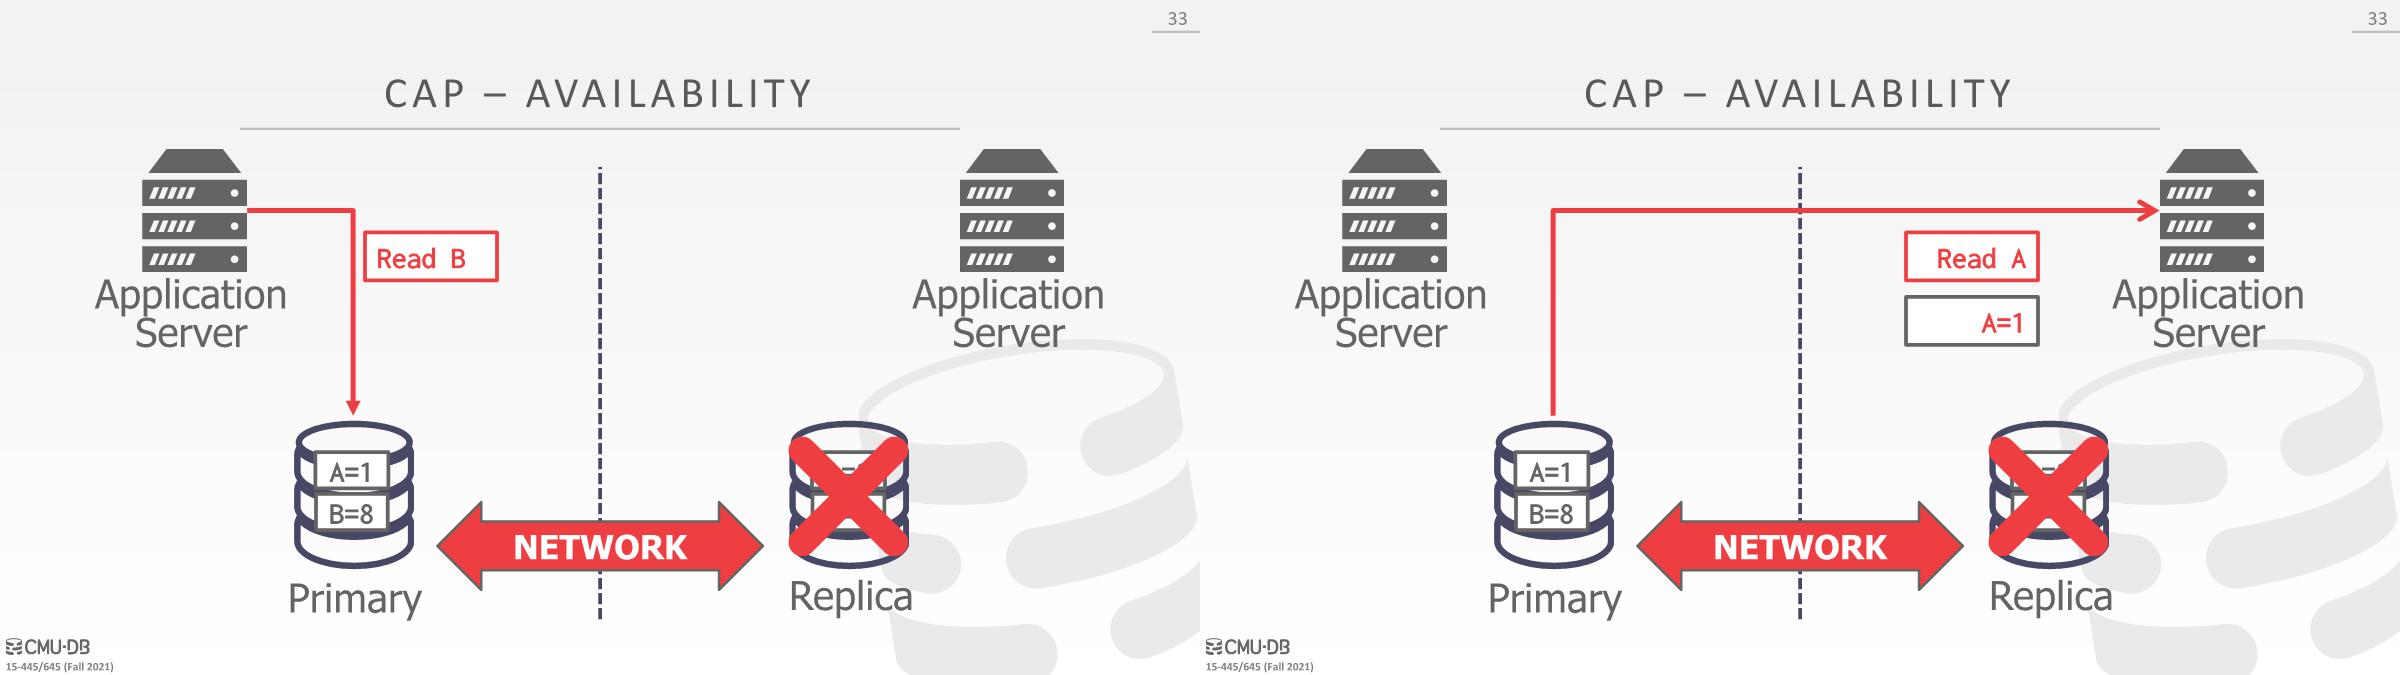 33
CAP – AVAILABILITY
Application
Server
Read B
Application
Server
A=1
B=8
NETWORK
Primary
Replica
CMU·DB
15-445/645 (Fall 2021)
33
CAP – AVAILABILITY
Application
Server
Read A
A=1
Application
Server
A=1
B=8
NETWORK
Primary
Replica
CMU·DB
15-445/645 (Fall 2021)